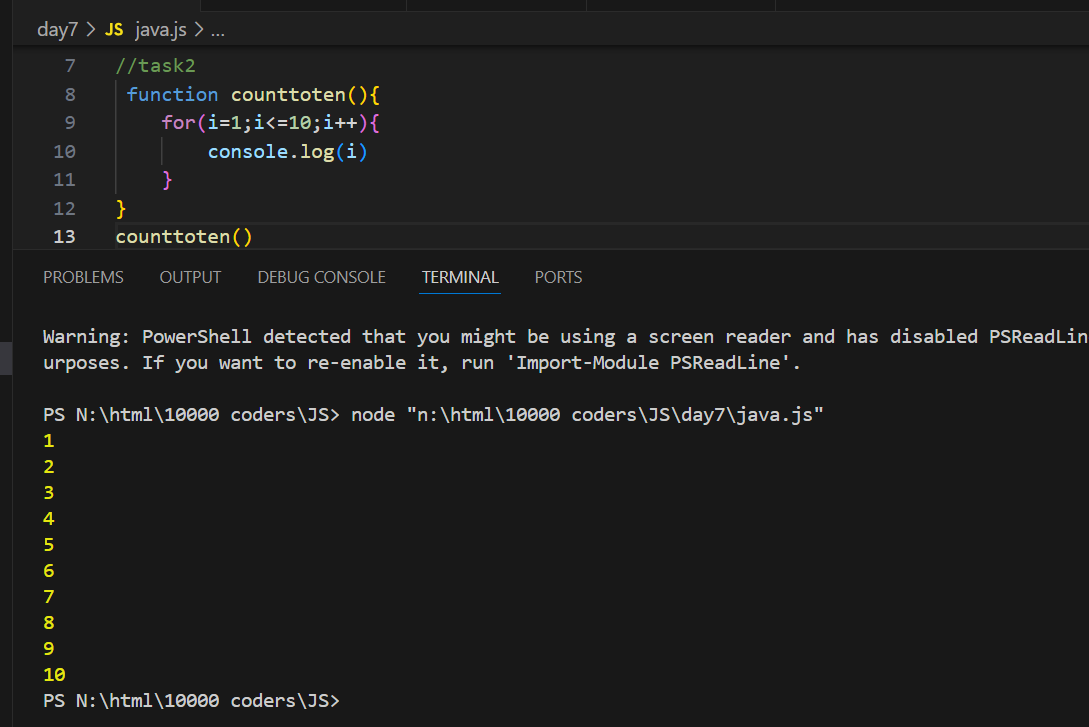 day7 > JS java.js > ...
7 //task2
8 function counttoten(){
9 for(i=1;i<=10;i++){
10 console.log(i)
11 }
12 }
13 counttoten()
PROBLEMS OUTPUT DEBUG CONSOLE TERMINAL PORTS
Warning: PowerShell detected that you might be using a screen reader and has disabled PSReadLin
urposes. If you want to re-enable it, run 'Import-Module PSReadLine'.
PS N:\html\10000 coders\JS> node "n:\html\10000 coders\JS\day7\java.js"
1
2
3
4
5
6
7
8
9
10
PS N:\html\10000 coders\JS>